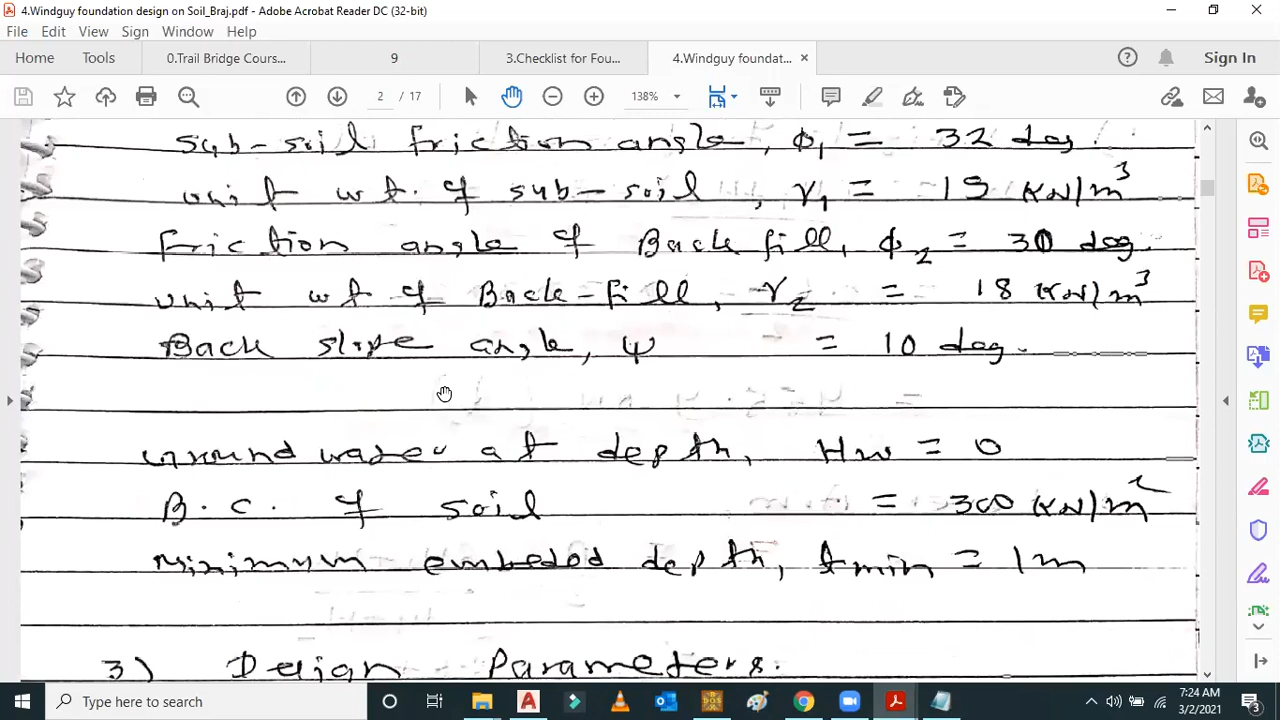 4.Windguy foundation design on Soil_Braj.pdf - Adobe Acrobat Reader DC (32-bit)
File Edit View Sign Window Help
Home Tools 0.Trail Bridge Cours... 9 3.Checklist for Fou... 4.Windguy foundat... Sign In
2 / 17 138%
Sub-soil friction angle, φ1 = 32 deg.
unit wt. of sub-soil, γ1 = 19 KN/m3
friction angle of Back fill, φ2 = 30 deg.
unit wt of Back-fill, γ2 = 18 KN/m3
Back slope angle, ψ = 10 deg.
Ground water at depth, Hw = 0
B.C. of soil = 300 KN/m2
Minimum embeded depth, tmin = 1m
3) Design Parameters.
Type here to search
7:24 AM
3/2/2021
3